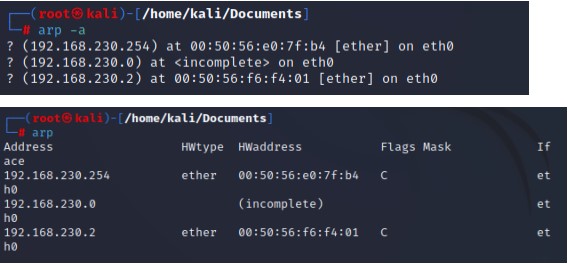 (root㉿kali)-[/home/kali/Documents]
# arp -a
? (192.168.230.254) at 00:50:56:e0:7f:b4 [ether] on eth0
? (192.168.230.0) at <incomplete> on eth0
? (192.168.230.2) at 00:50:56:f6:f4:01 [ether] on eth0
(root㉿kali)-[/home/kali/Documents]
# arp
Address HWtype HWaddress Flags Mask If
ace
192.168.230.254 ether 00:50:56:e0:7f:b4 C et
h0
192.168.230.0 (incomplete) et
h0
192.168.230.2 ether 00:50:56:f6:f4:01 C et
h0